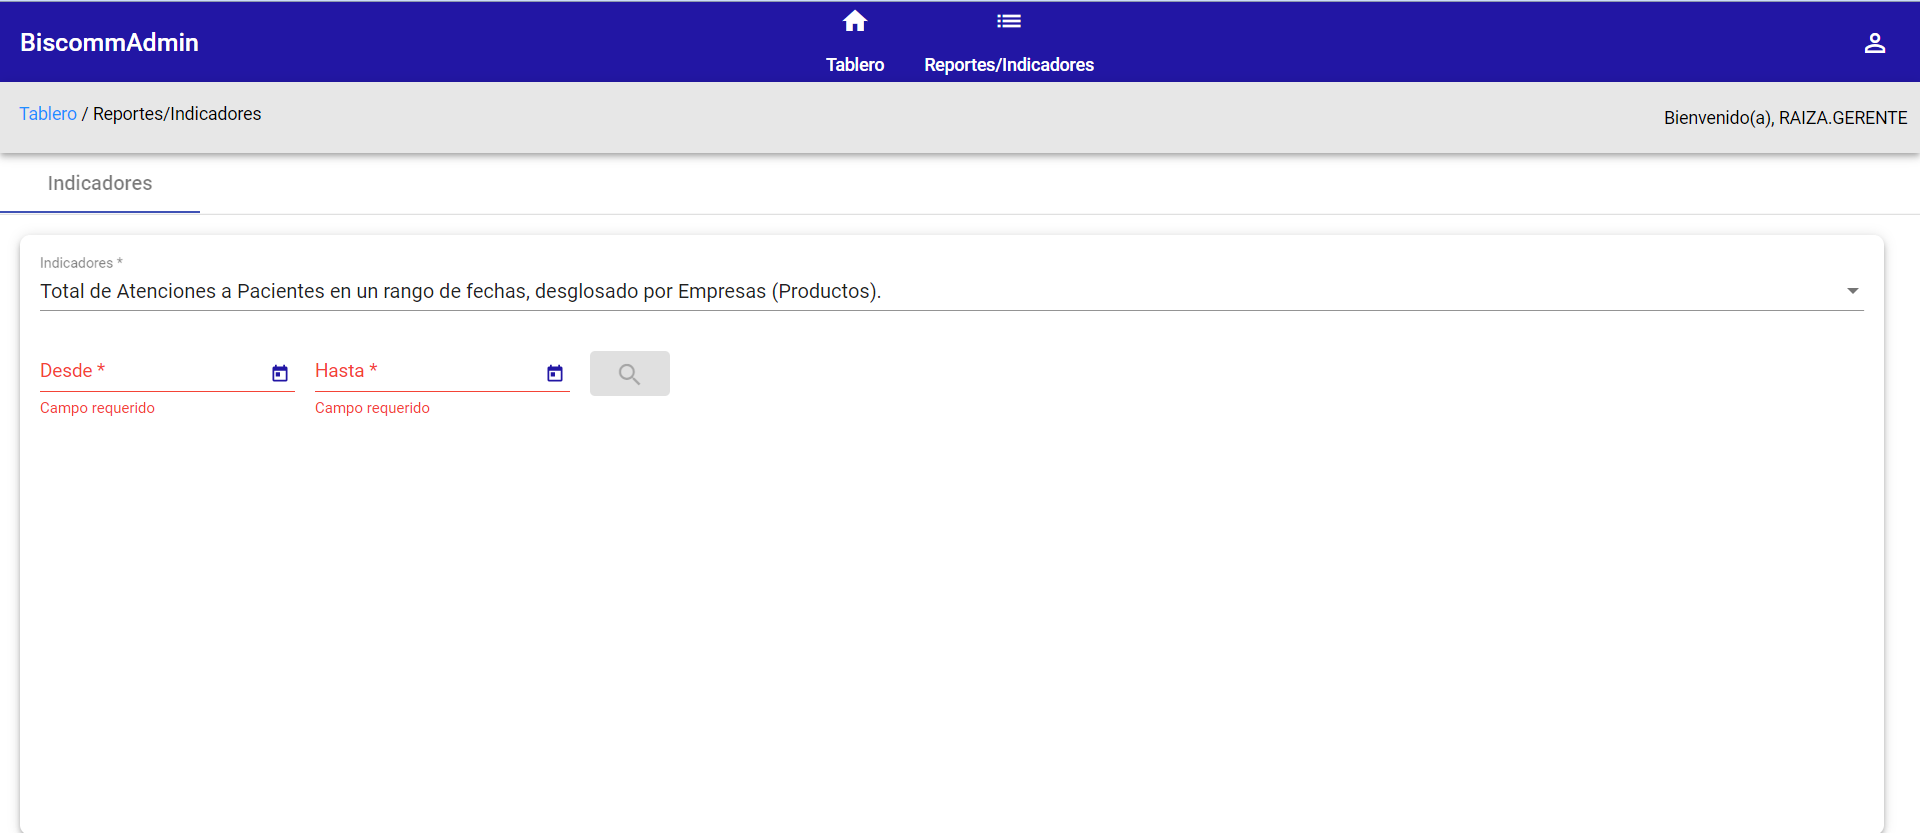 BiscommAdmin
Tablero
Reportes/Indicadores
Tablero / Reportes/Indicadores
Bienvenido(a), RAIZA.GERENTE
Indicadores
Indicadores *
Total de Atenciones a Pacientes en un rango de fechas, desglosado por Empresas (Productos).
Desde *
Hasta *
Campo requerido
Campo requerido